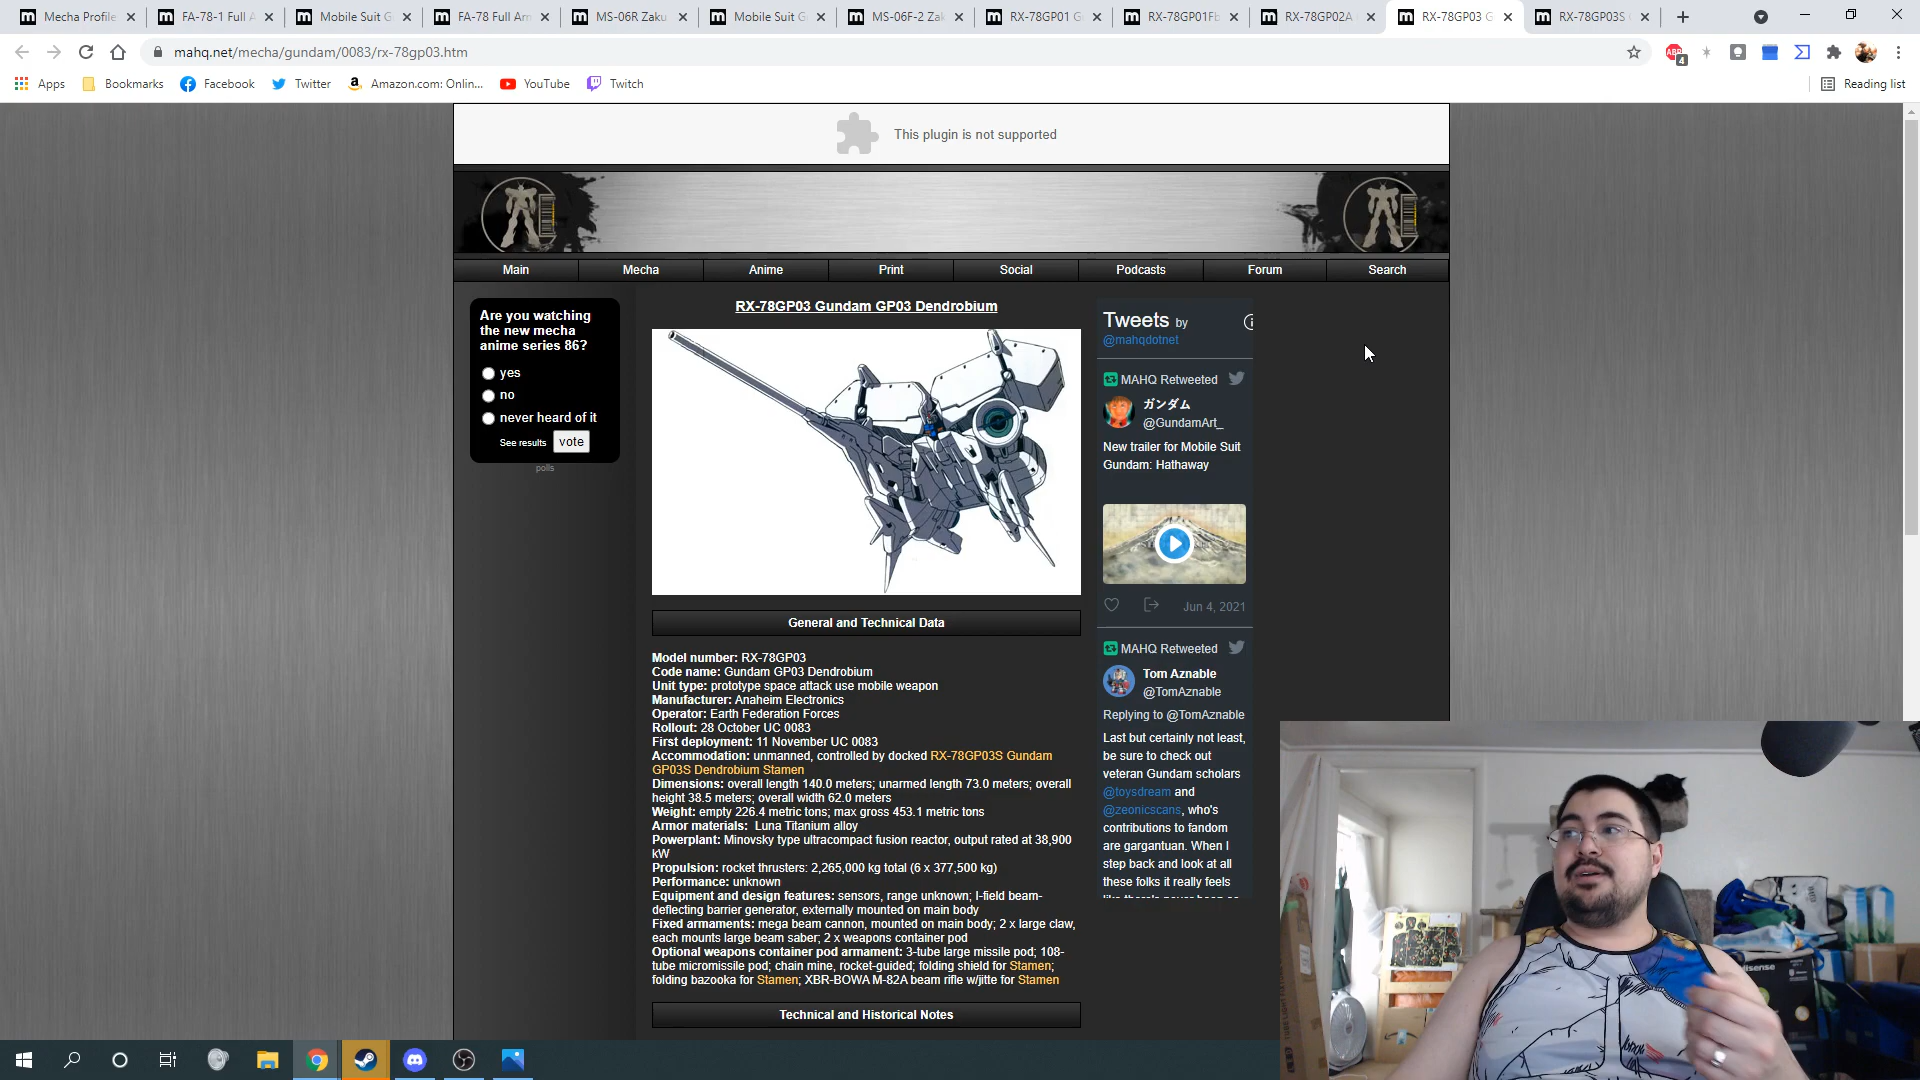 Mecha Profile
FA-78-1 Full A
Mobile Suit G
FA-78 Full Arm
MS-06R Zaku
Mobile Suit G
MS-06F-2 Zak
RX-78GP01 G
RX-78GP01Fb
RX-78GP02A
RX-78GP03 G
RX-78GP03S
mahq.net/mecha/gundam/0083/rx-78gp03.htm
ABP
4
Apps
Bookmarks
Facebook
Twitter
Amazon.com: Onlin...
YouTube
Twitch
Reading list
This plugin is not supported
Main
Mecha
Anime
Print
Social
Podcasts
Forum
Search
Are you watching
the new mecha
anime series 86?
yes
no
never heard of it
See results
vote
polls
RX-78GP03 Gundam GP03 Dendrobium
General and Technical Data
Model number: RX-78GP03
Code name: Gundam GP03 Dendrobium
Unit type: prototype space attack use mobile weapon
Manufacturer: Anaheim Electronics
Operator: Earth Federation Forces
Rollout: 28 October UC 0083
First deployment: 11 November UC 0083
Accommodation: unmanned, controlled by docked RX-78GP03S Gundam
GP03S Dendrobium Stamen
Dimensions: overall length 140.0 meters; unarmed length 73.0 meters; overall
height 38.5 meters; overall width 62.0 meters
Weight: empty 226.4 metric tons; max gross 453.1 metric tons
Armor materials: Luna Titanium alloy
Powerplant: Minovsky type ultracompact fusion reactor, output rated at 38,900
kW
Propulsion: rocket thrusters: 2,265,000 kg total (6 x 377,500 kg)
Performance: unknown
Equipment and design features: sensors, range unknown; I-field beam-
deflecting barrier generator, externally mounted on main body
Fixed armaments: mega beam cannon, mounted on main body; 2 x large claw,
each mounts large beam saber; 2 x weapons container pod
Optional weapons container pod armament: 3-tube large missile pod; 108-
tube micromissile pod; chain mine, rocket-guided; folding shield for Stamen;
folding bazooka for Stamen; XBR-BOWA M-82A beam rifle w/jitte for Stamen
Technical and Historical Notes
Tweets by
@mahqdotnet
MAHQ Retweeted
ガンダム
@GundamArt_
New trailer for Mobile Suit
Gundam: Hathaway
Jun 4, 2021
MAHQ Retweeted
Tom Aznable
@TomAznable
Replying to @TomAznable
Last but certainly not least,
be sure to check out
veteran Gundam scholars
@toysdream and
@zeonicscans, who's
contributions to fandom
are gargantuan. When I
step back and look at all
these folks it really feels